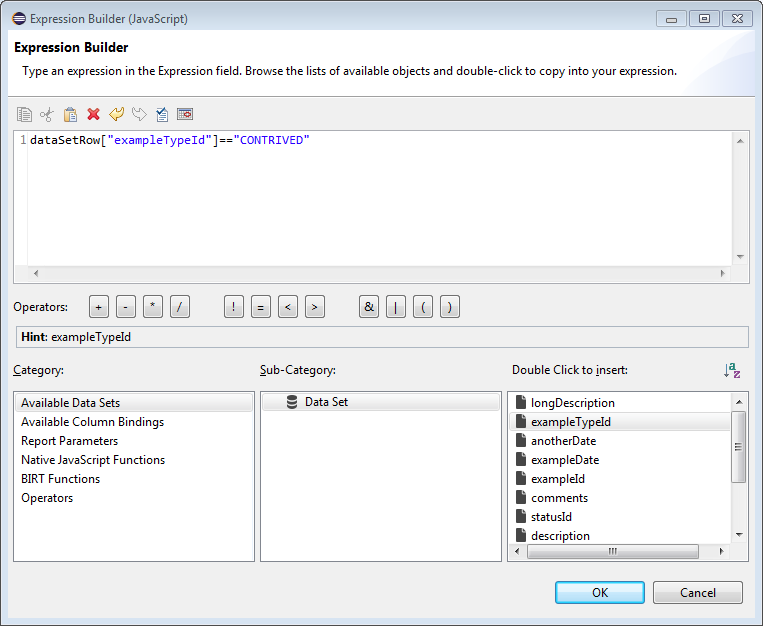 Expression Builder (JavaScript)
Expression Builder
Type an expression in the Expression field. Browse the lists of available objects and double-click to copy into your expression.
1 dataSetRow["exampleTypeId"]=="CONTRIVED"
Operators: + - * / ! = < > & | ( )
Hint: exampleTypeId
Category:
Available Data Sets
Available Column Bindings
Report Parameters
Native JavaScript Functions
BIRT Functions
Operators
Sub-Category:
Data Set
Double Click to insert:
a
z
longDescription
exampleTypeId
anotherDate
exampleDate
exampleId
comments
statusId
description
OK Cancel